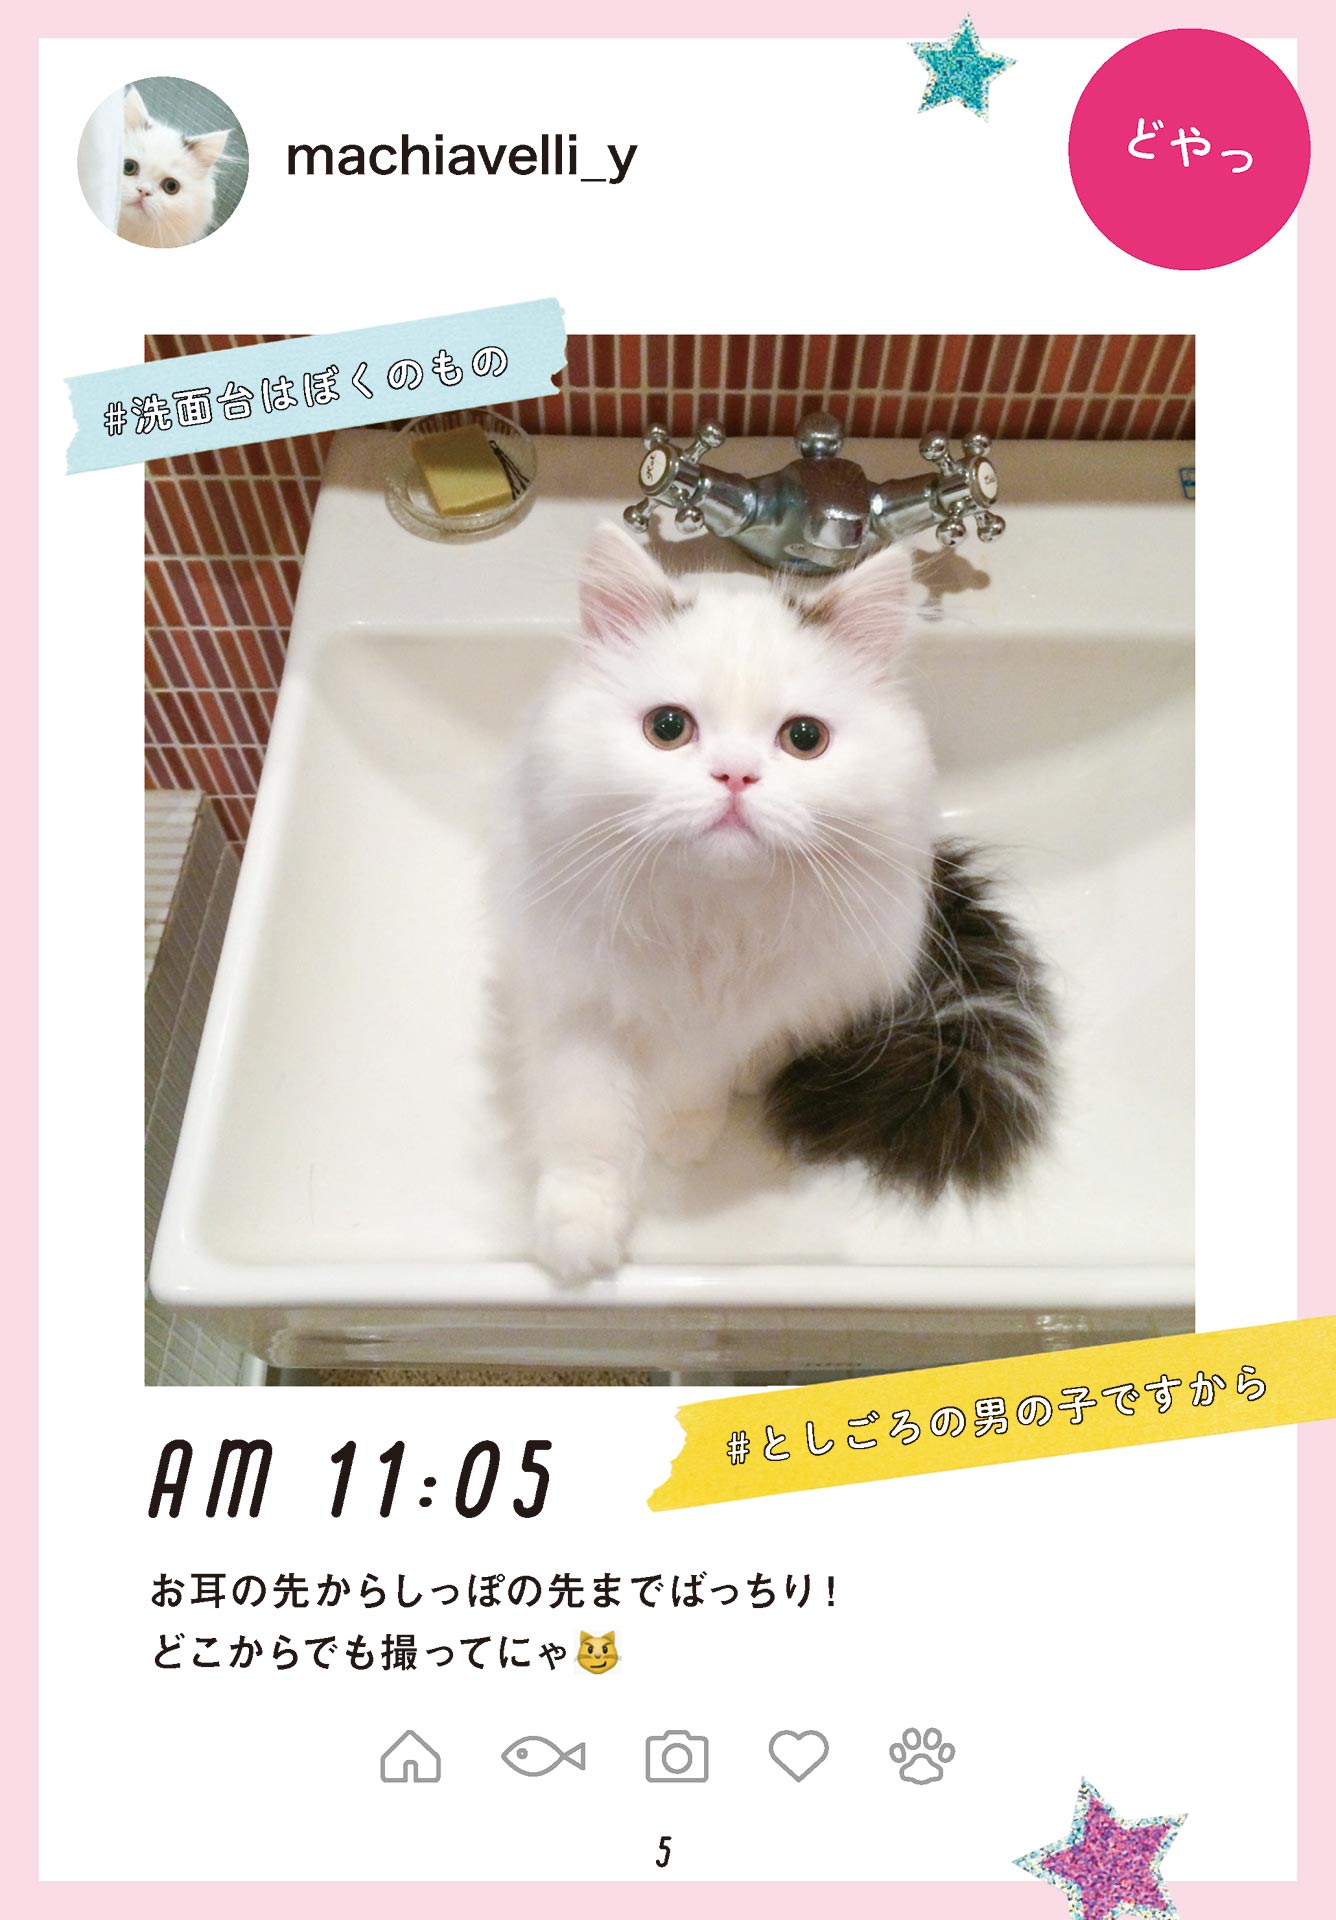 machiavelli_y
どやっ
#洗面台はぼくのもの
Hot
#としごろの男の子ですから
AM 11:05
お耳の先からしっぽの先までばっちり！
どこからでも撮ってにゃ😼
5